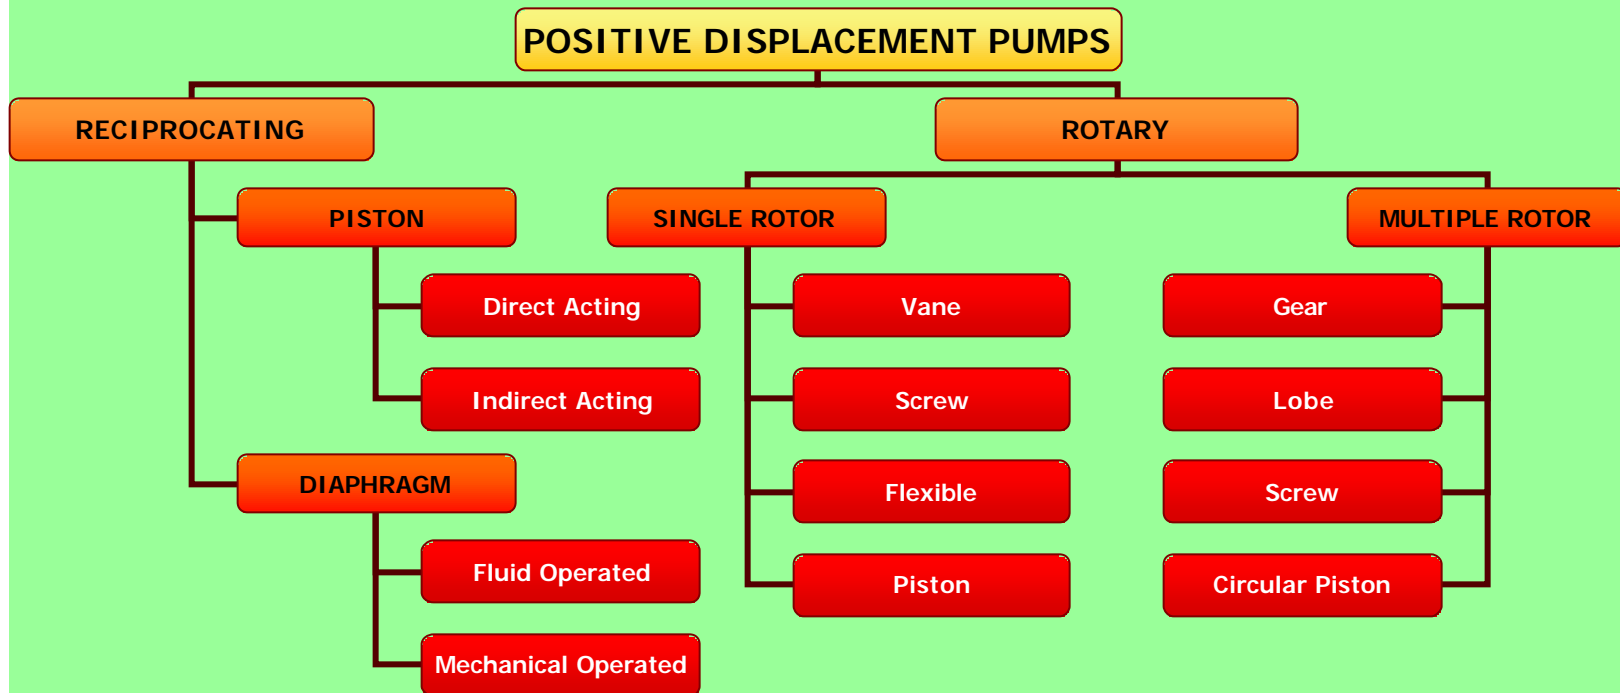 POSITIVE DISPLACEMENT PUMPS
RECIPROCATING
ROTARY
PISTON
SINGLE ROTOR
MULTIPLE ROTOR
Direct Acting
Vane
Gear
Indirect Acting
Screw
Lobe
DIAPHRAGM
Flexible
Screw
Fluid Operated
Piston
Circular Piston
Mechanical Operated